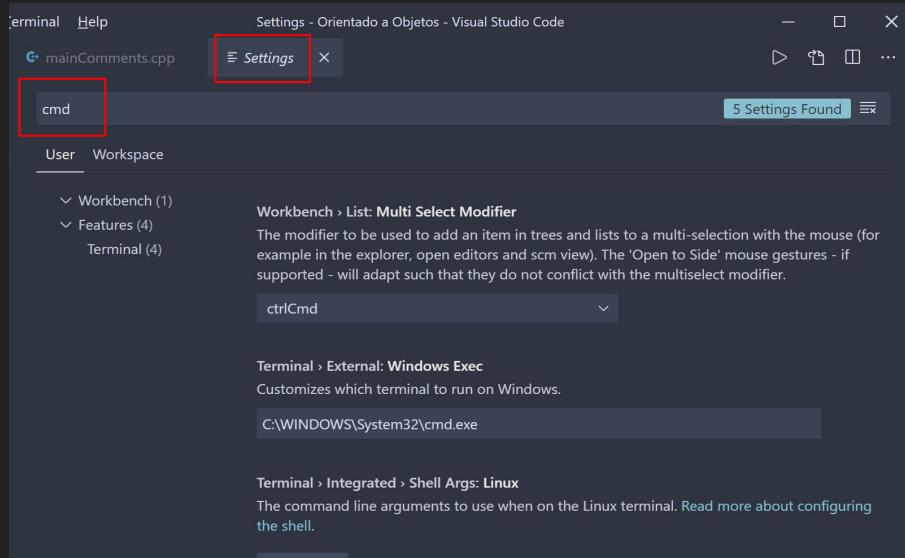 Terminal Help Settings - Orientado a Objetos - Visual Studio Code
mainComments.cpp Settings
cmd 5 Settings Found
User Workspace
Workbench (1)
Features (4)
Terminal (4)
Workbench › List: Multi Select Modifier
The modifier to be used to add an item in trees and lists to a multi-selection with the mouse (for
example in the explorer, open editors and scm view). The 'Open to Side' mouse gestures - if
supported - will adapt such that they do not conflict with the multiselect modifier.
ctrlCmd
Terminal › External: Windows Exec
Customizes which terminal to run on Windows.
C:\WINDOWS\System32\cmd.exe
Terminal › Integrated › Shell Args: Linux
The command line arguments to use when on the Linux terminal. Read more about configuring
the shell.